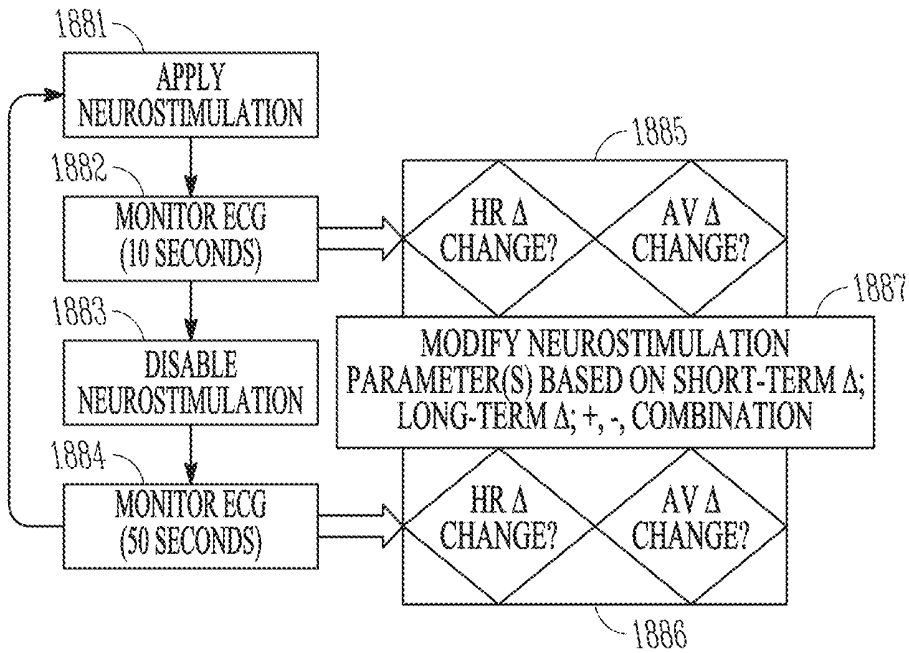 1881
APPLY
NEUROSTIMULATION
1882
MONITOR ECG
(10 SECONDS)
1883
DISABLE
NEUROSTIMULATION
1884
MONITOR ECG
(50 SECONDS)
1885
HR Δ
CHANGE?
AV Δ
CHANGE?
1887
MODIFY NEUROSTIMULATION
PARAMETER(S) BASED ON SHORT-TERM Δ;
LONG-TERM Δ; +, -, COMBINATION
HR Δ
CHANGE?
AV Δ
CHANGE?
1886